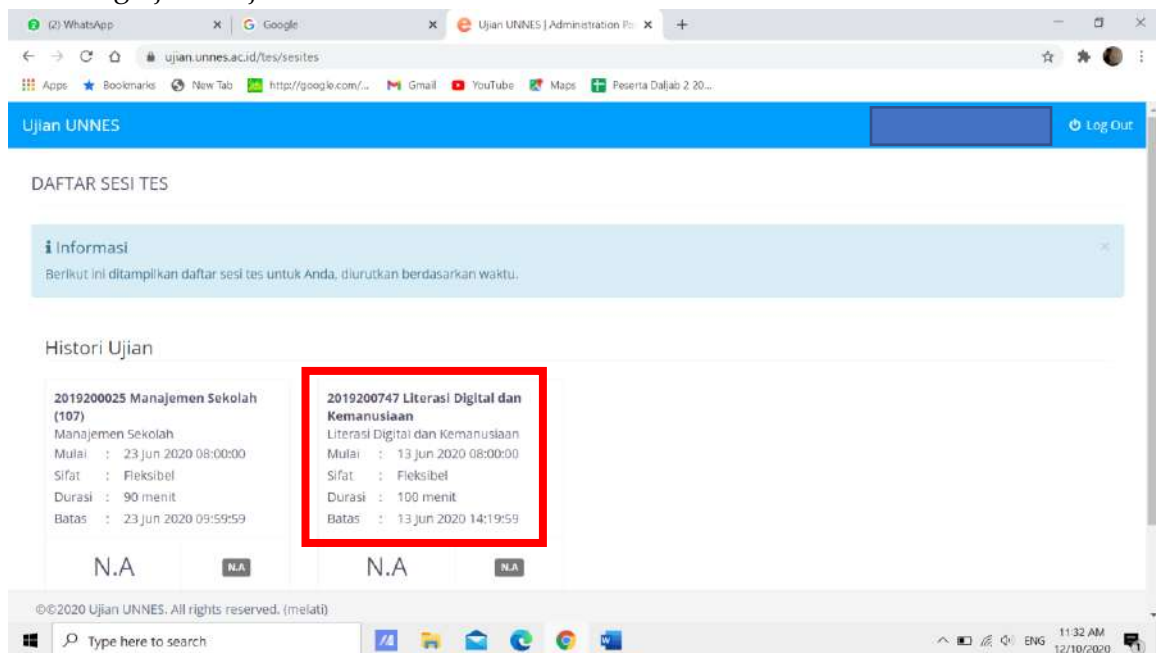 (2) WhatsApp
Google
Ujian UNNES | Administration Po
ujian.unnes.ac.id/tes/sesites
Apps
Bookmarks
New Tab
http://google.com/...
Gmail
YouTube
Maps
Peserta Daljab 2 20...
Ujian UNNES
Log Out
DAFTAR SESI TES
Informasi
Berikut ini ditampilkan daftar sesi tes untuk Anda, diurutkan berdasarkan waktu.
Histori Ujian
2019200025 Manajemen Sekolah
(107)
Manajemen Sekolah
Mulai : 23 Jun 2020 08:00:00
Sifat : Fleksibel
Durasi : 90 menit
Batas : 23 Jun 2020 09:59:59
N.A
N.A
2019200747 Literasi Digital dan
Kemanusiaan
Literasi Digital dan Kemanusiaan
Mulai : 13 Jun 2020 08:00:00
Sifat : Fleksibel
Durasi : 100 menit
Batas : 13 Jun 2020 14:19:59
N.A
N.A
©©2020 Ujian UNNES. All rights reserved. (melati)
Type here to search
ENG
11:32 AM
12/10/2020